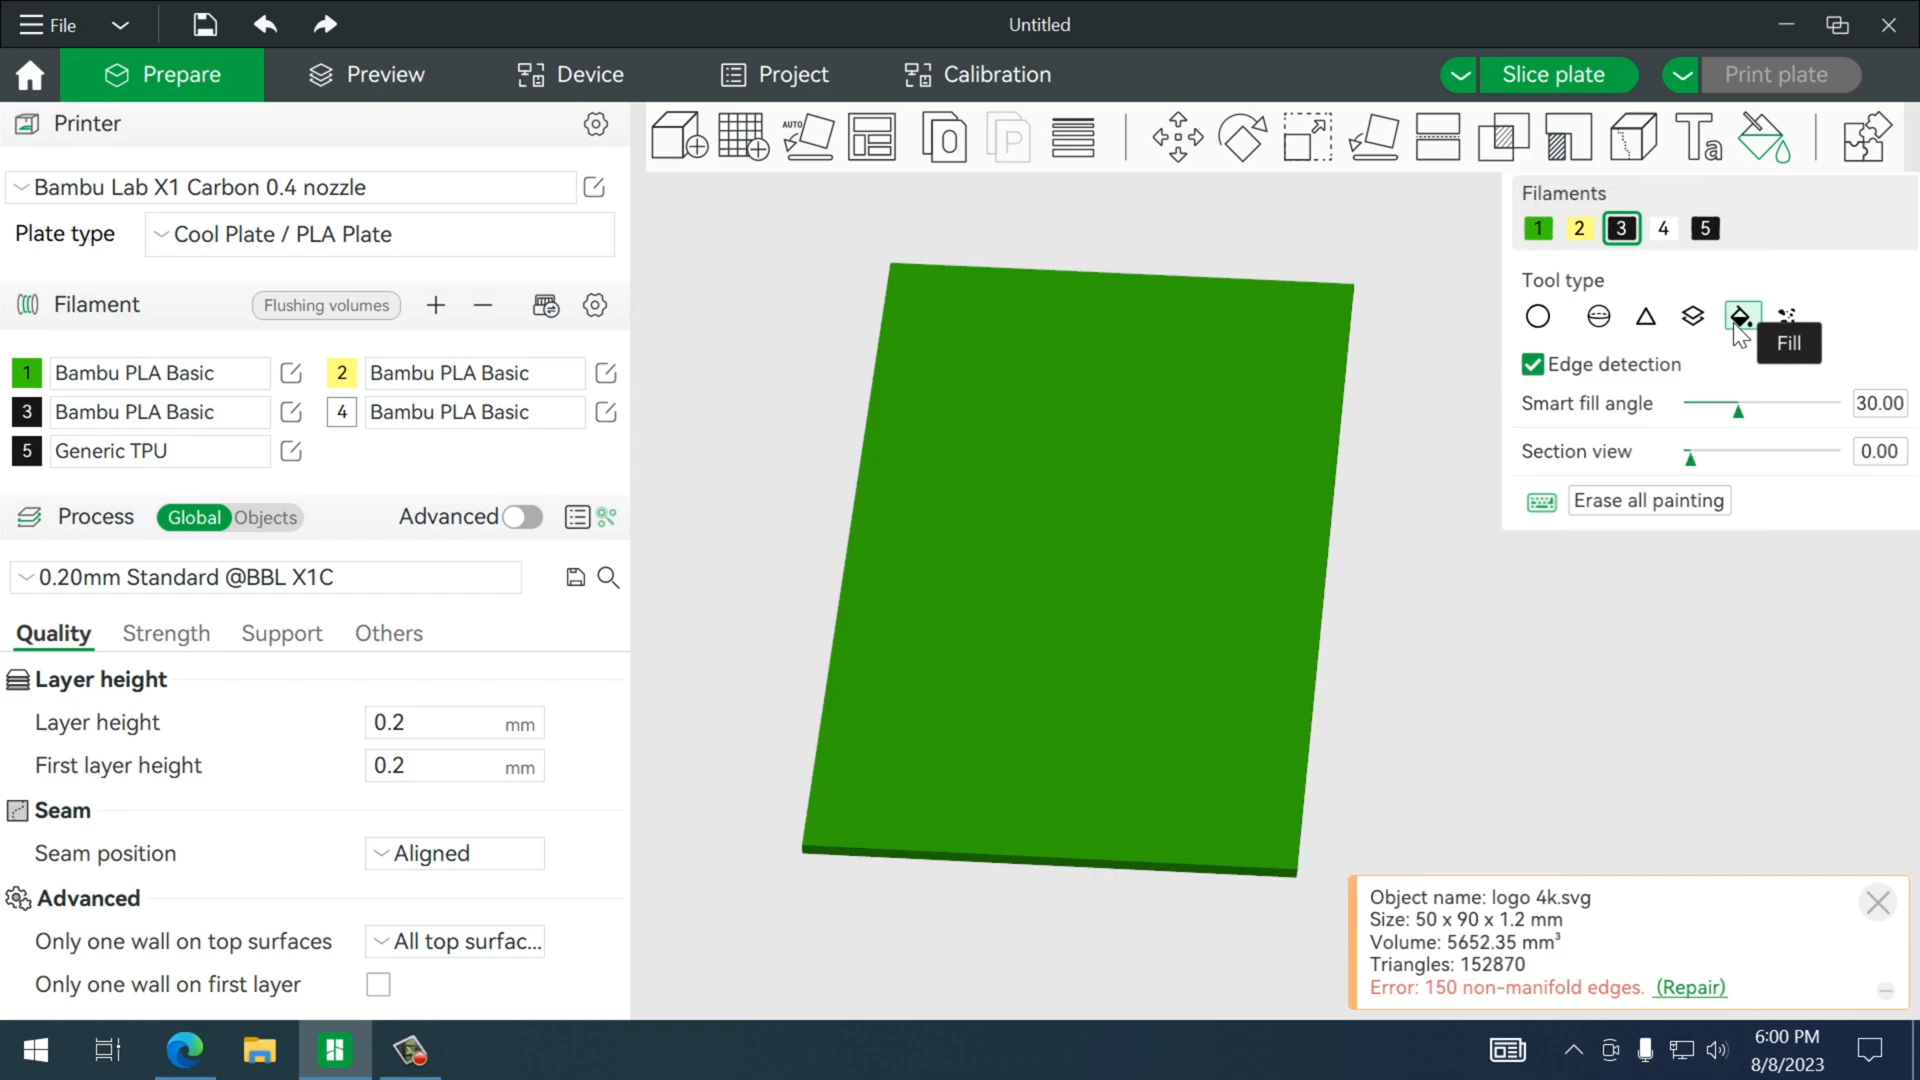 File
Untitled
Prepare
Preview
Device
Project
Calibration
Slice plate
Print plate
Printer
Bambu Lab X1 Carbon 0.4 nozzle
Plate type
Cool Plate / PLA Plate
Filament
Flushing volumes
1 Bambu PLA Basic
2 Bambu PLA Basic
3 Bambu PLA Basic
4 Bambu PLA Basic
5 Generic TPU
Process
Global
Objects
Advanced
0.20mm Standard @BBL X1C
Quality
Strength
Support
Others
Layer height
Layer height 0.2 mm
First layer height 0.2 mm
Seam
Seam position Aligned
Advanced
Only one wall on top surfaces All top surfac...
Only one wall on first layer
AUTO
0
P
Ta
Filaments
1 2 3 4 5
Tool type
Fill
Edge detection
Smart fill angle 30.00
Section view 0.00
Erase all painting
Object name: logo 4k.svg
Size: 50 x 90 x 1.2 mm
Volume: 5652.35 mm³
Triangles: 152870
Error: 150 non-manifold edges. (Repair)
6:00 PM
8/8/2023